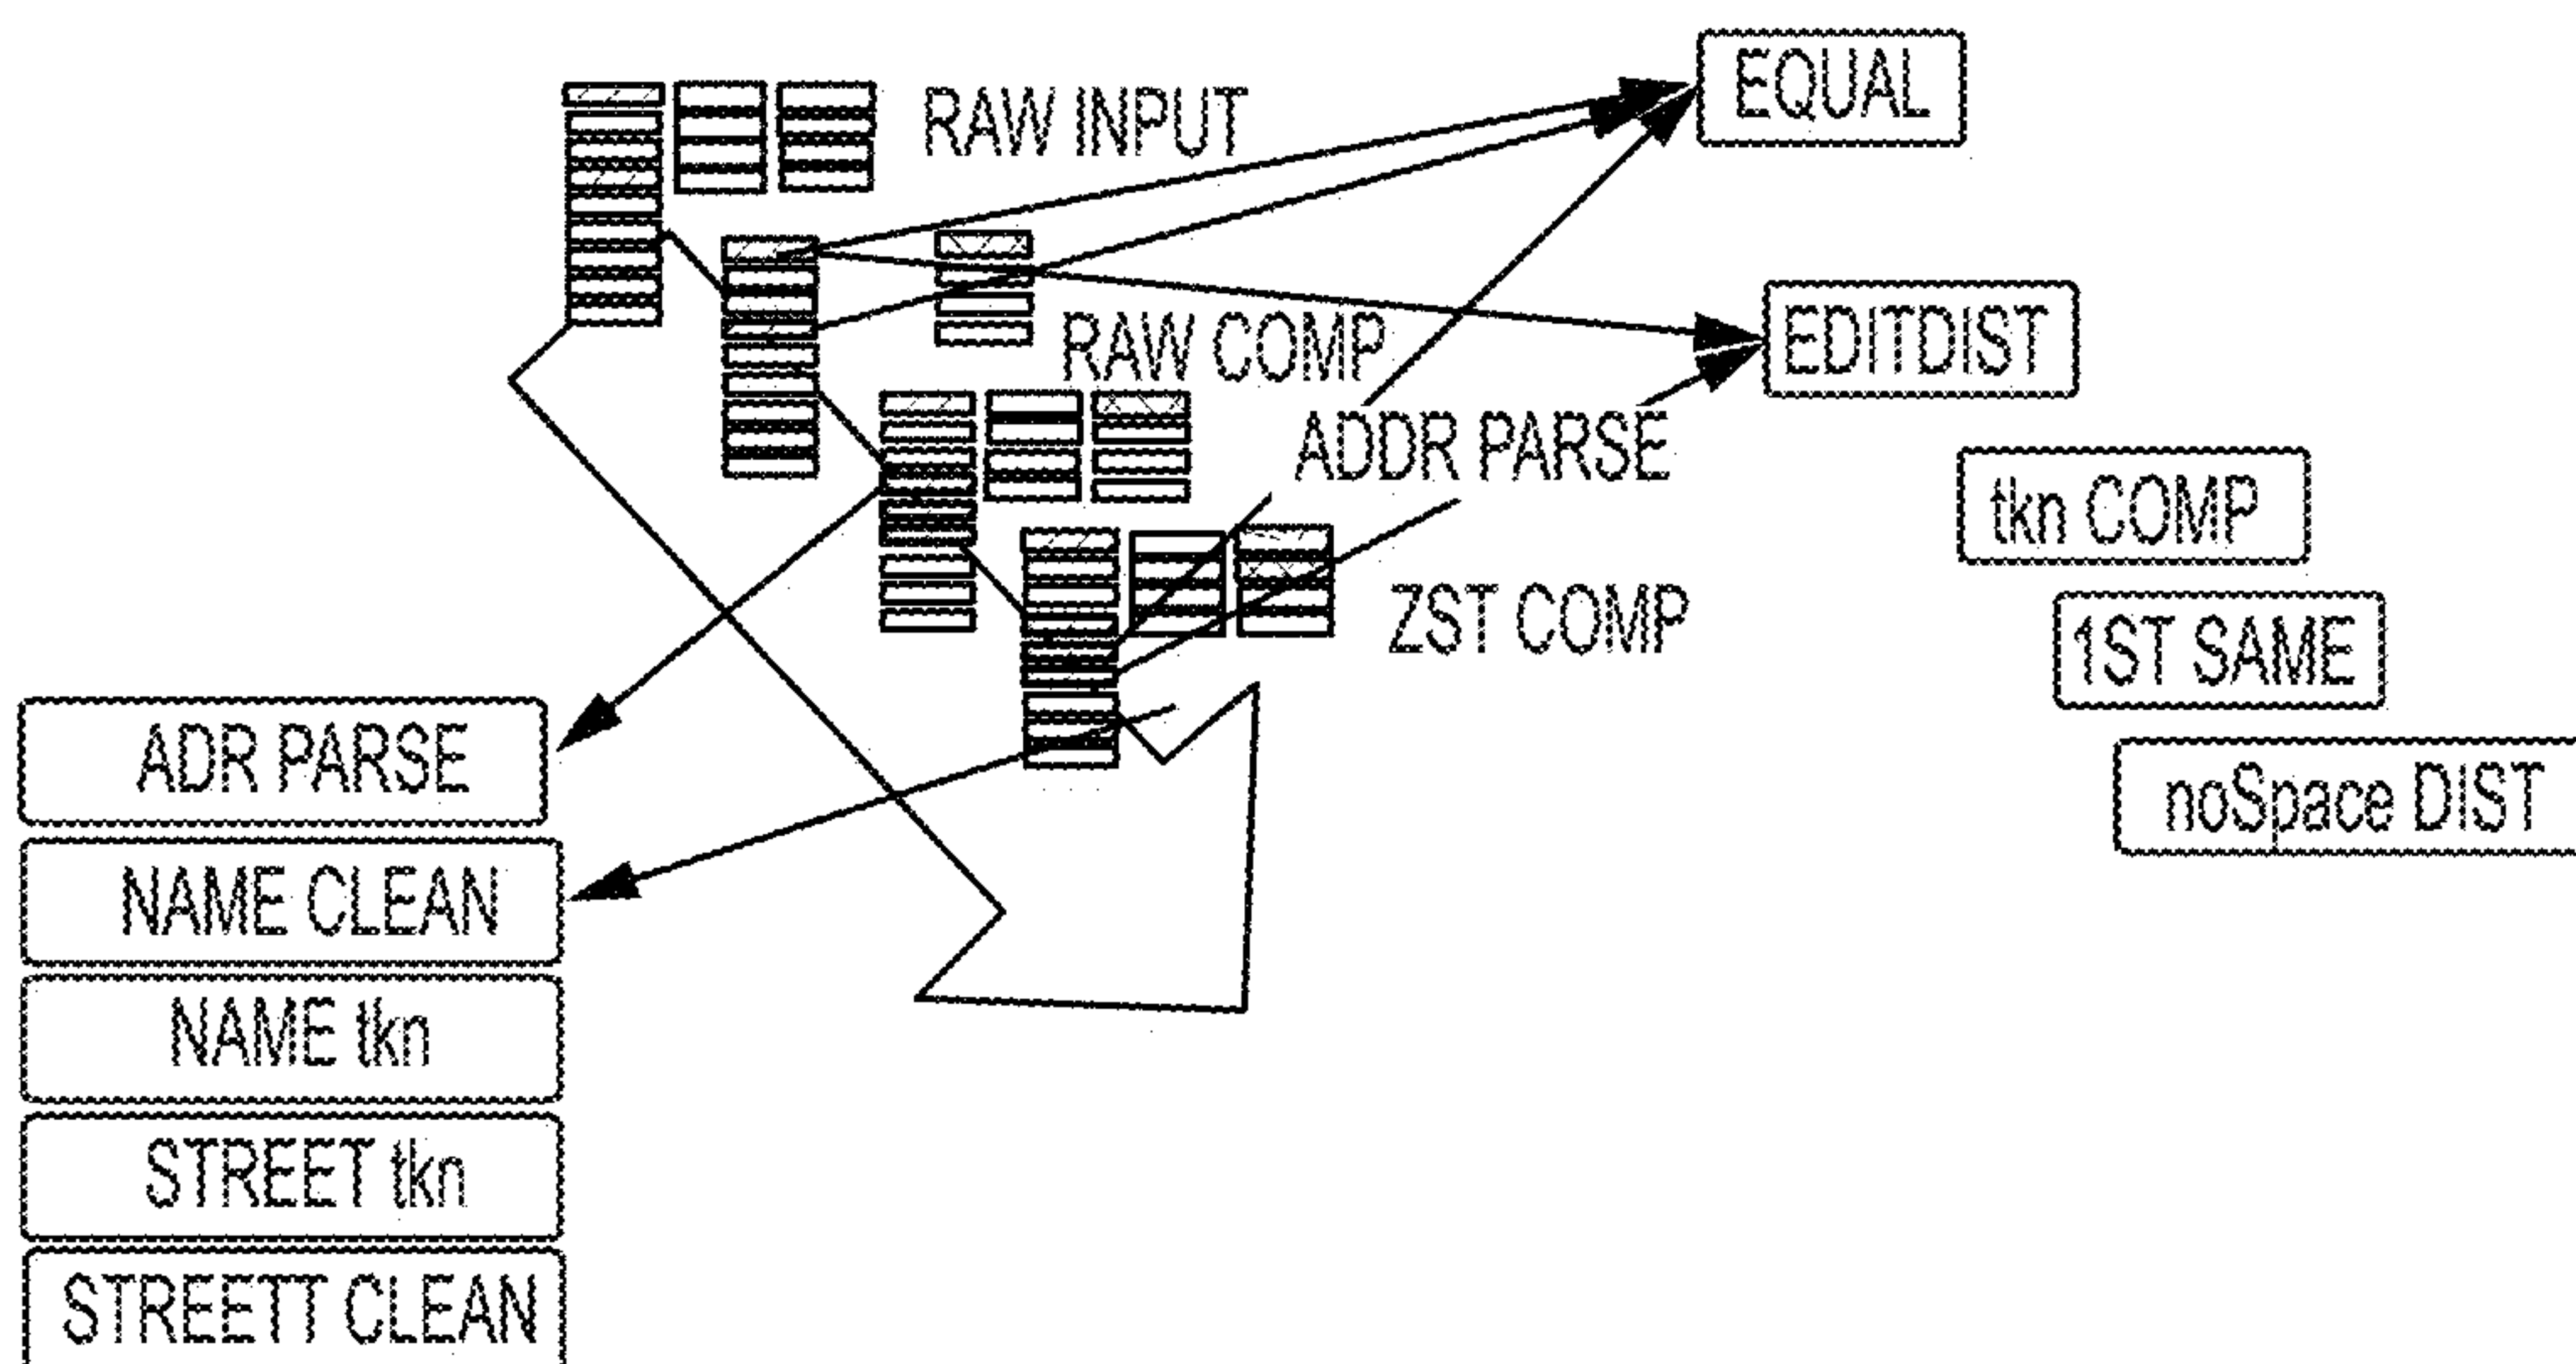 RAW INPUT
EQUAL
RAW COMP
EDITDIST
ADDR PARSE
tkn COMP
ZST COMP
1ST SAME
noSpace DIST
ADR PARSE
NAME CLEAN
NAME tkn
STREET tkn
STREETT CLEAN